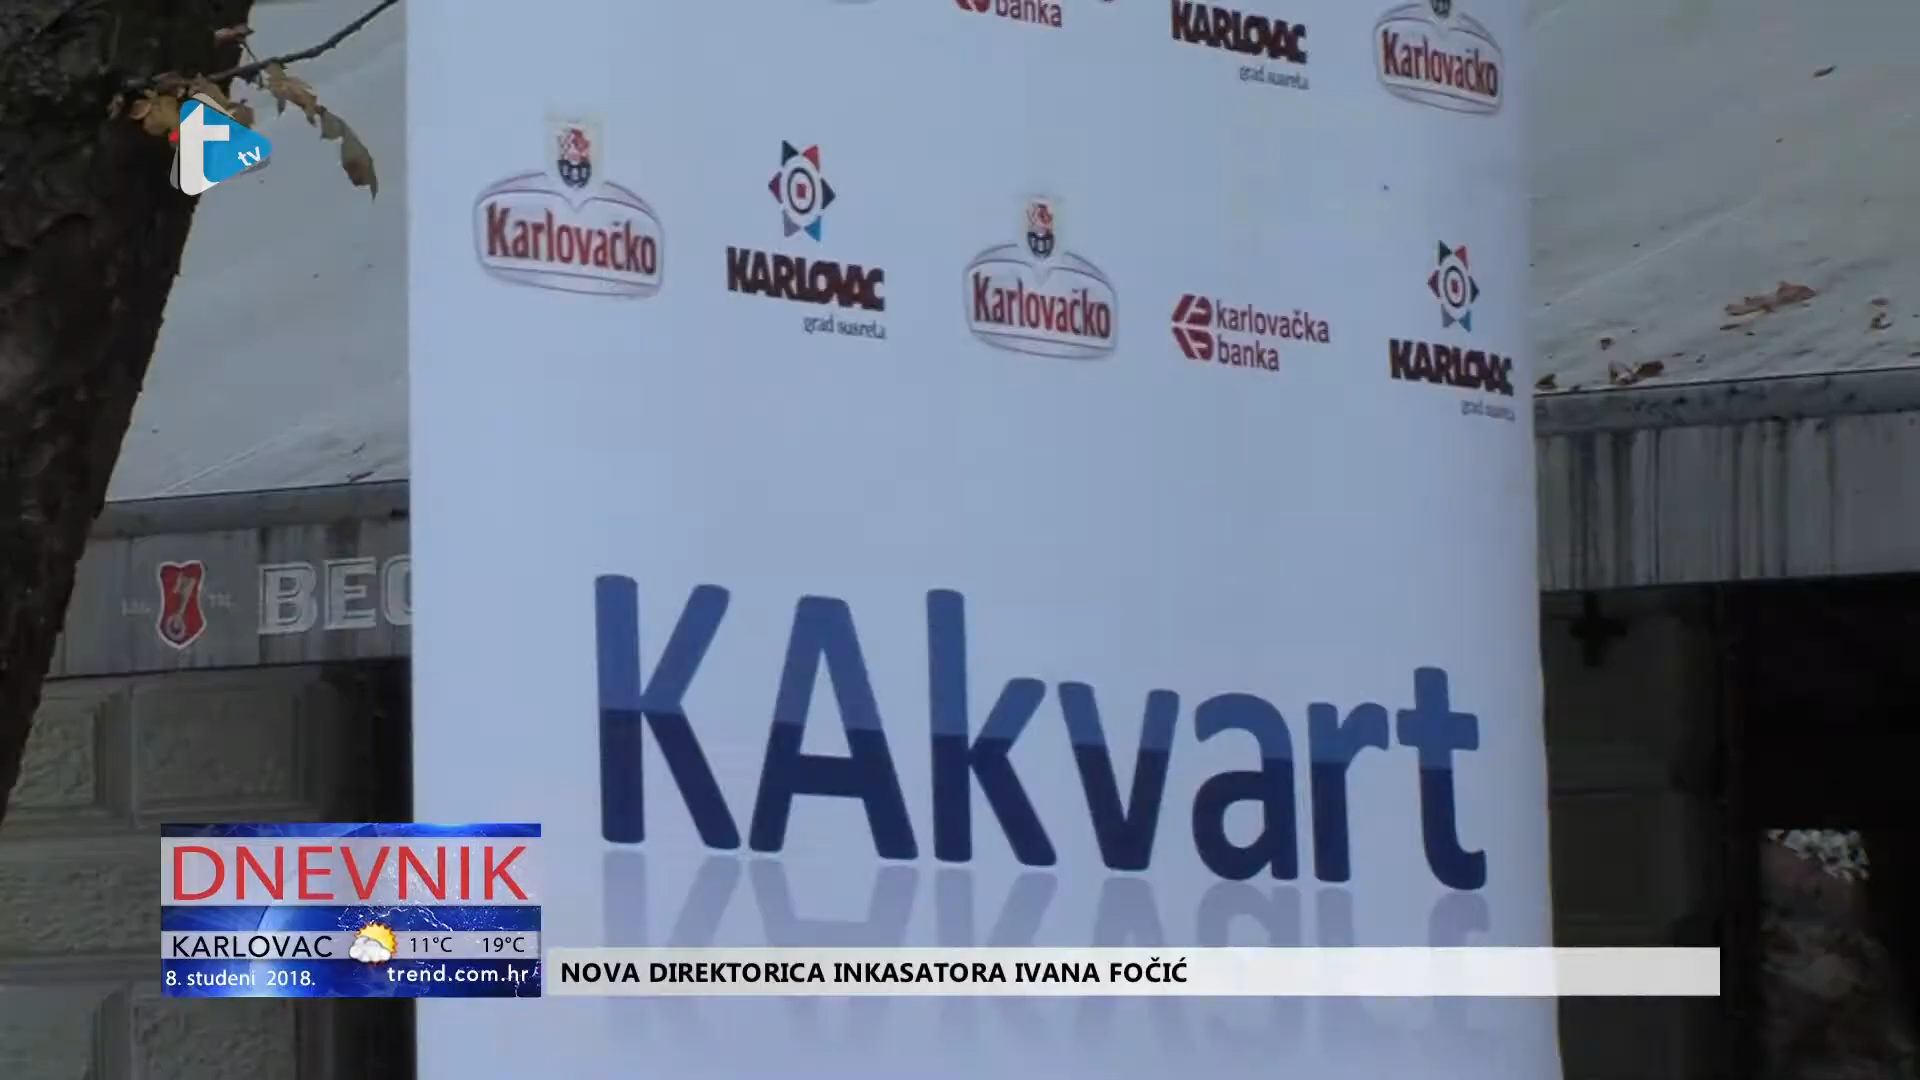 banka
KARLOVAC
grad susreta
Karlovačko
t tv
Karlovačko
KARLOVAC
grad susreta
Karlovačko
karlovačka
banka
KARLOVAC
grad susreta
BEC
KAkvart
DNEVNIK
KARLOVAC 11°C 19°C
8. studeni 2018. trend.com.hr
NOVA DIREKTORICA INKASATORA IVANA FOČIĆ